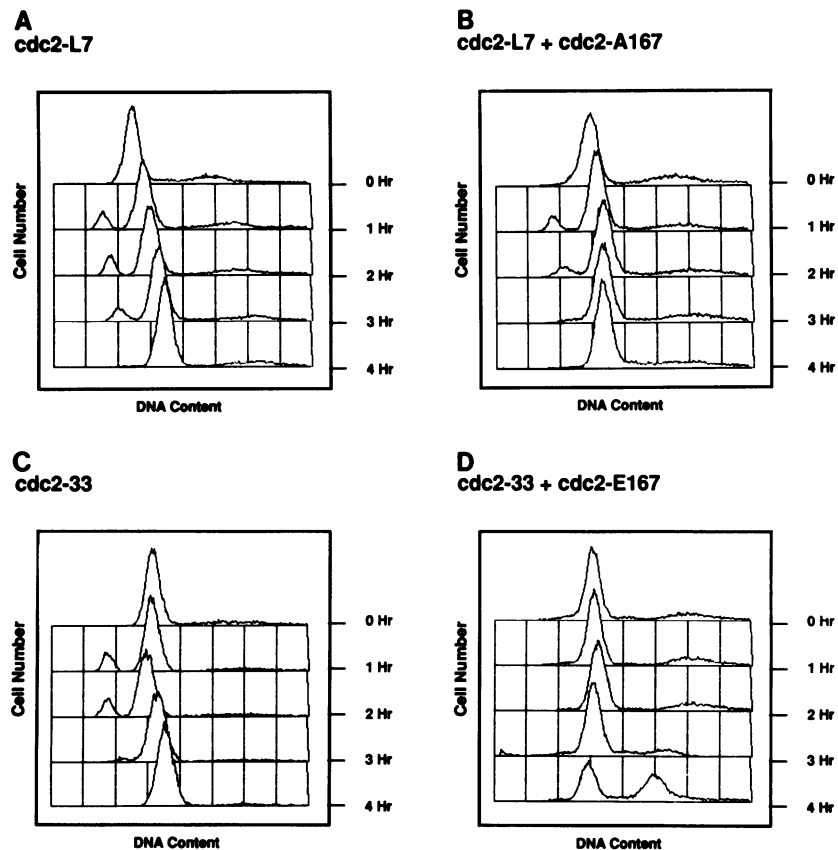 A
cdc2-L7
Cell Number
0 Hr
1 Hr
2 Hr
3 Hr
4 Hr
DNA Content
B
cdc2-L7 + cdc2-A167
Cell Number
0 Hr
1 Hr
2 Hr
3 Hr
4 Hr
DNA Content
C
cdc2-33
Cell Number
0 Hr
1 Hr
2 Hr
3 Hr
4 Hr
DNA Content
D
cdc2-33 + cdc2-E167
Cell Number
0 Hr
1 Hr
2 Hr
3 Hr
4 Hr
DNA Content